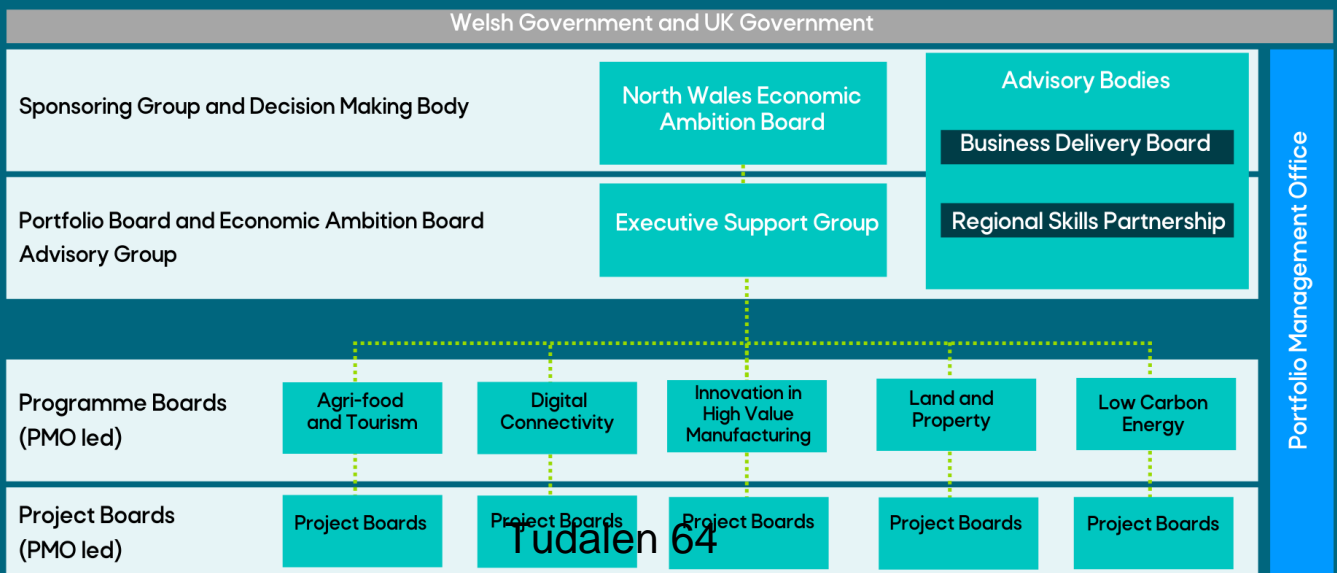 Welsh Government and UK Government
Sponsoring Group and Decision Making Body
North Wales Economic
Ambition Board
Advisory Bodies
Business Delivery Board
Portfolio Board and Economic Ambition Board
Advisory Group
Executive Support Group
Regional Skills Partnership
Portfolio Management Office
Programme Boards
(PMO led)
Agri-food
and Tourism
Digital
Connectivity
Innovation in
High Value
Manufacturing
Land and
Property
Low Carbon
Energy
Project Boards
(PMO led)
Project Boards
Project Boards
Project Boards
Project Boards
Project Boards
Tudalen 64